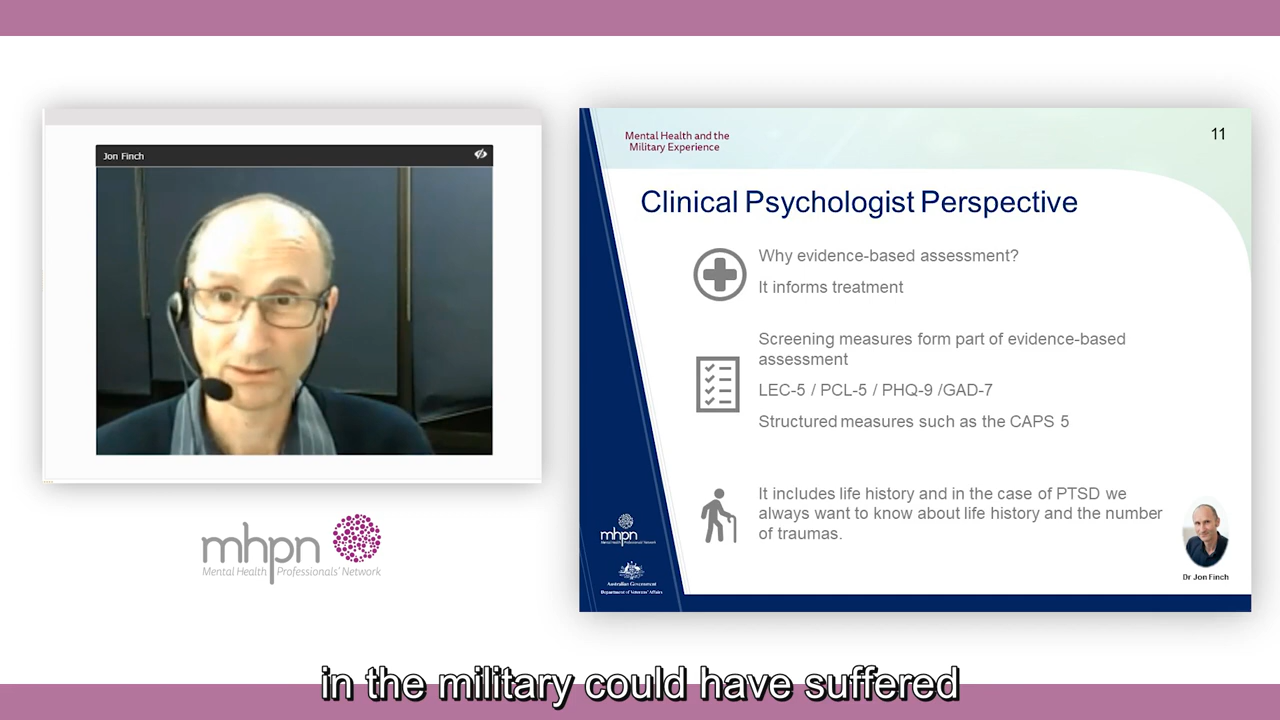 Jon Finch
mhpn
Mental Health Professionals' Network
Mental Health and the
Military Experience
11
Clinical Psychologist Perspective
Why evidence-based assessment?
It informs treatment
Screening measures form part of evidence-based
assessment
LEC-5 / PCL-5 / PHQ-9 /GAD-7
Structured measures such as the CAPS 5
It includes life history and in the case of PTSD we
always want to know about life history and the number
of traumas.
mhpn
Mental Health Professionals' Network
Australian Government
Department of Veterans' Affairs
Dr Jon Finch
in the military could have suffered